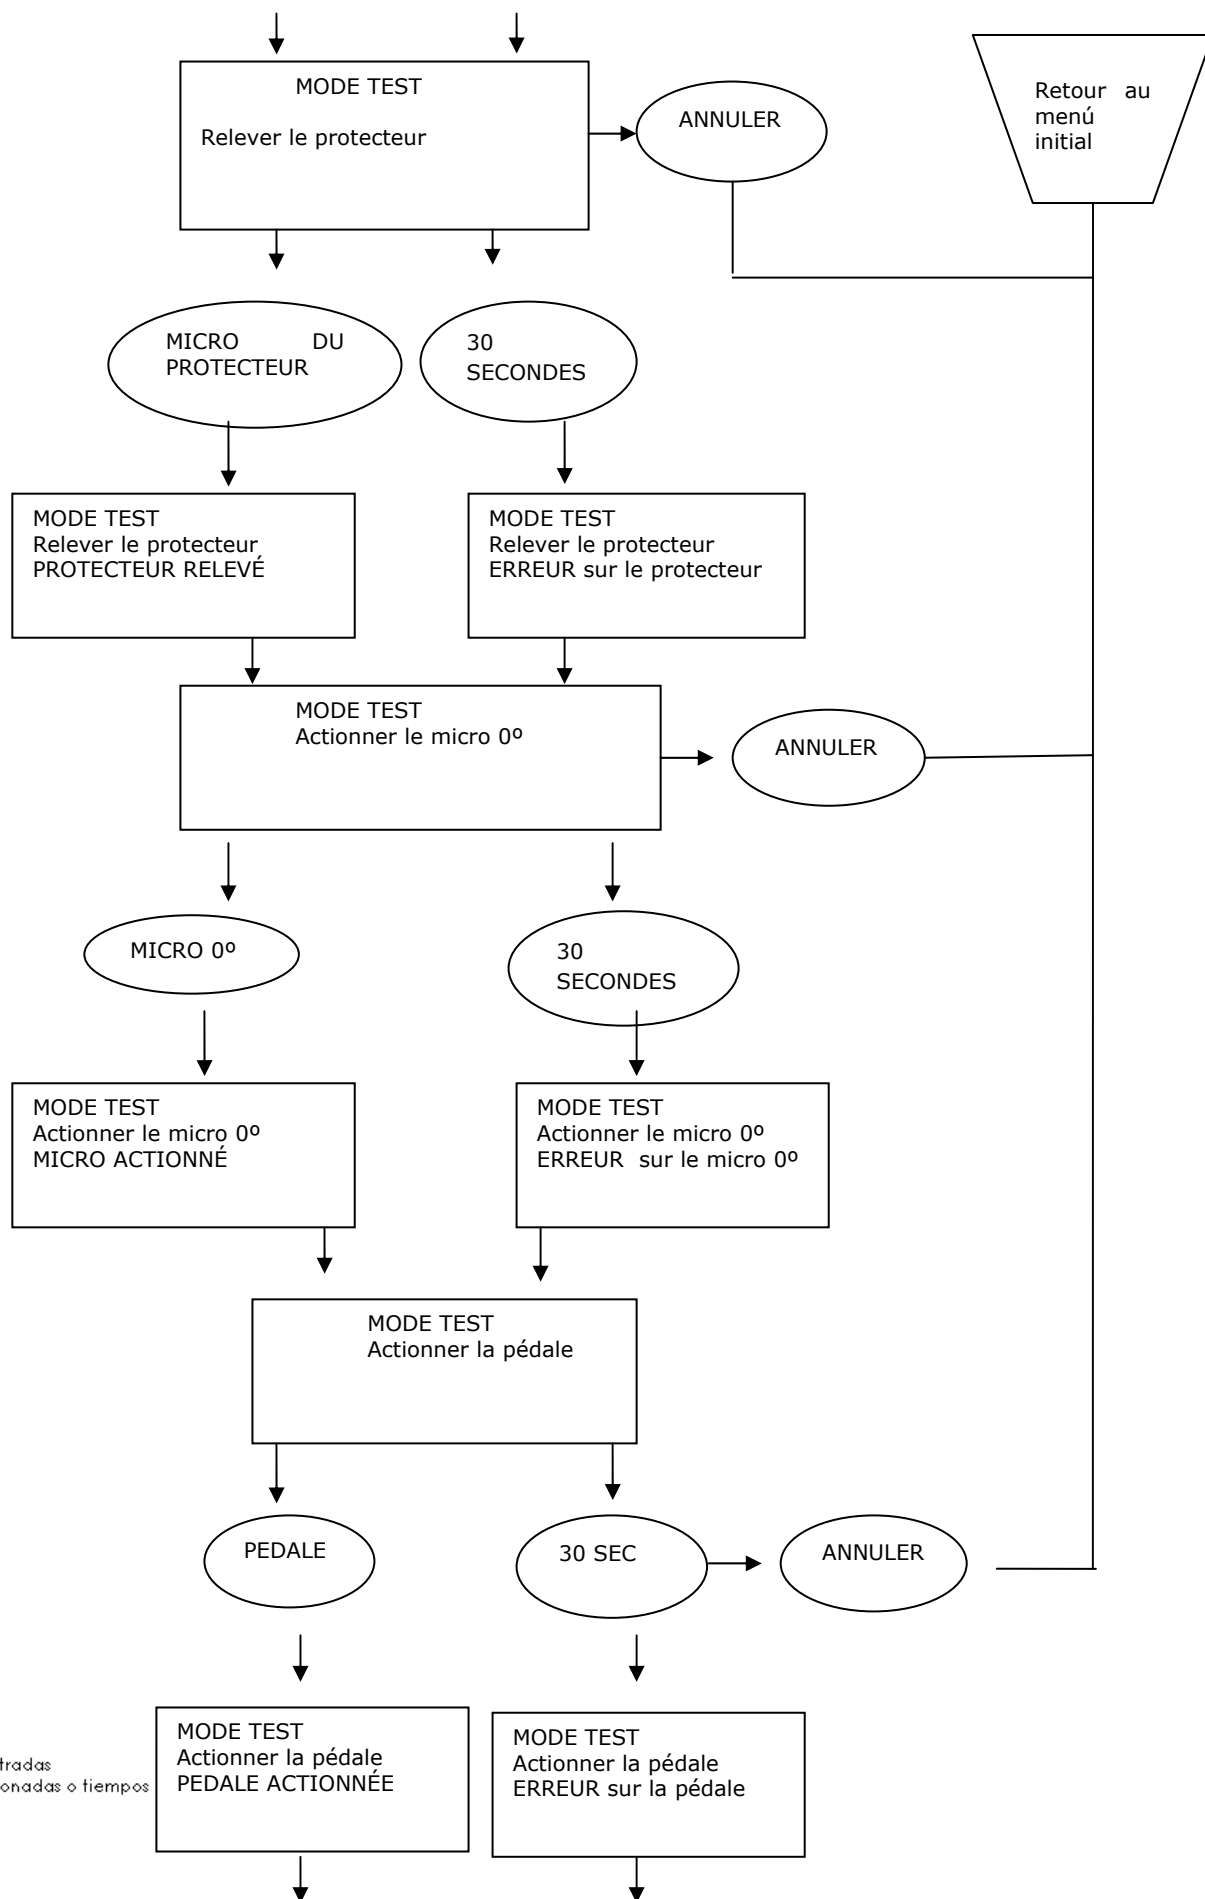 MODE TEST
Relever le protecteur
ANNULER
Retour au
menú
initial
MICRO DU
PROTECTEUR
30
SECONDES
MODE TEST
Relever le protecteur
PROTECTEUR RELEVÉ
MODE TEST
Relever le protecteur
ERREUR sur le protecteur
MODE TEST
Actionner le micro 0º
ANNULER
MICRO 0º
30
SECONDES
MODE TEST
Actionner le micro 0º
MICRO ACTIONNÉ
MODE TEST
Actionner le micro 0º
ERREUR sur le micro 0º
MODE TEST
Actionner la pédale
PEDALE
30 SEC
ANNULER
tradas
onadas o tiempos
MODE TEST
Actionner la pédale
PEDALE ACTIONNÉE
MODE TEST
Actionner la pédale
ERREUR sur la pédale